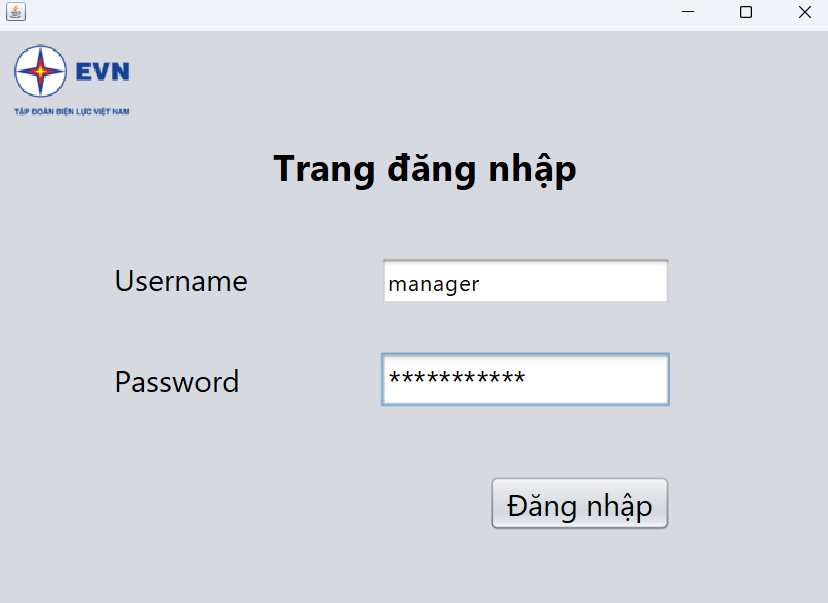 EVN
TẬP ĐOÀN ĐIỆN LỰC VIỆT NAM
Trang đăng nhập
Username
manager
Password
***********
Đăng nhập